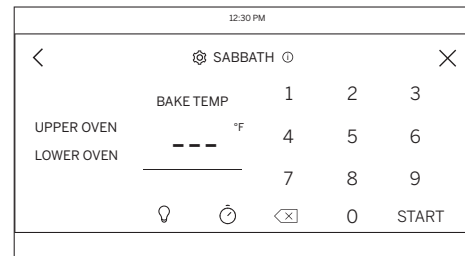 12:30 PM
SABBATH
BAKE TEMP
1 2 3
UPPER OVEN
LOWER OVEN
--- °F
4 5 6
7 8 9
0 START